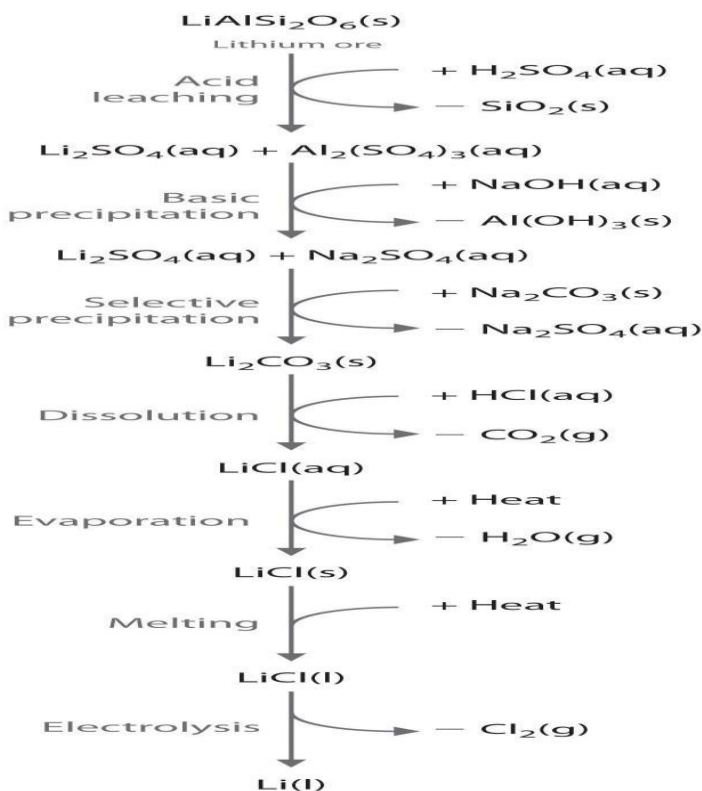 LiAlSi₂O₆(s)
Lithium ore
Acid leaching
+ H₂SO₄(aq)
− SiO₂(s)
Li₂SO₄(aq) + Al₂(SO₄)₃(aq)
Basic precipitation
+ NaOH(aq)
− Al(OH)₃(s)
Li₂SO₄(aq) + Na₂SO₄(aq)
Selective precipitation
+ Na₂CO₃(s)
− Na₂SO₄(aq)
Li₂CO₃(s)
Dissolution
+ HCl(aq)
− CO₂(g)
LiCl(aq)
Evaporation
+ Heat
− H₂O(g)
LiCl(s)
Melting
+ Heat
LiCl(l)
Electrolysis
− Cl₂(g)
Li(l)